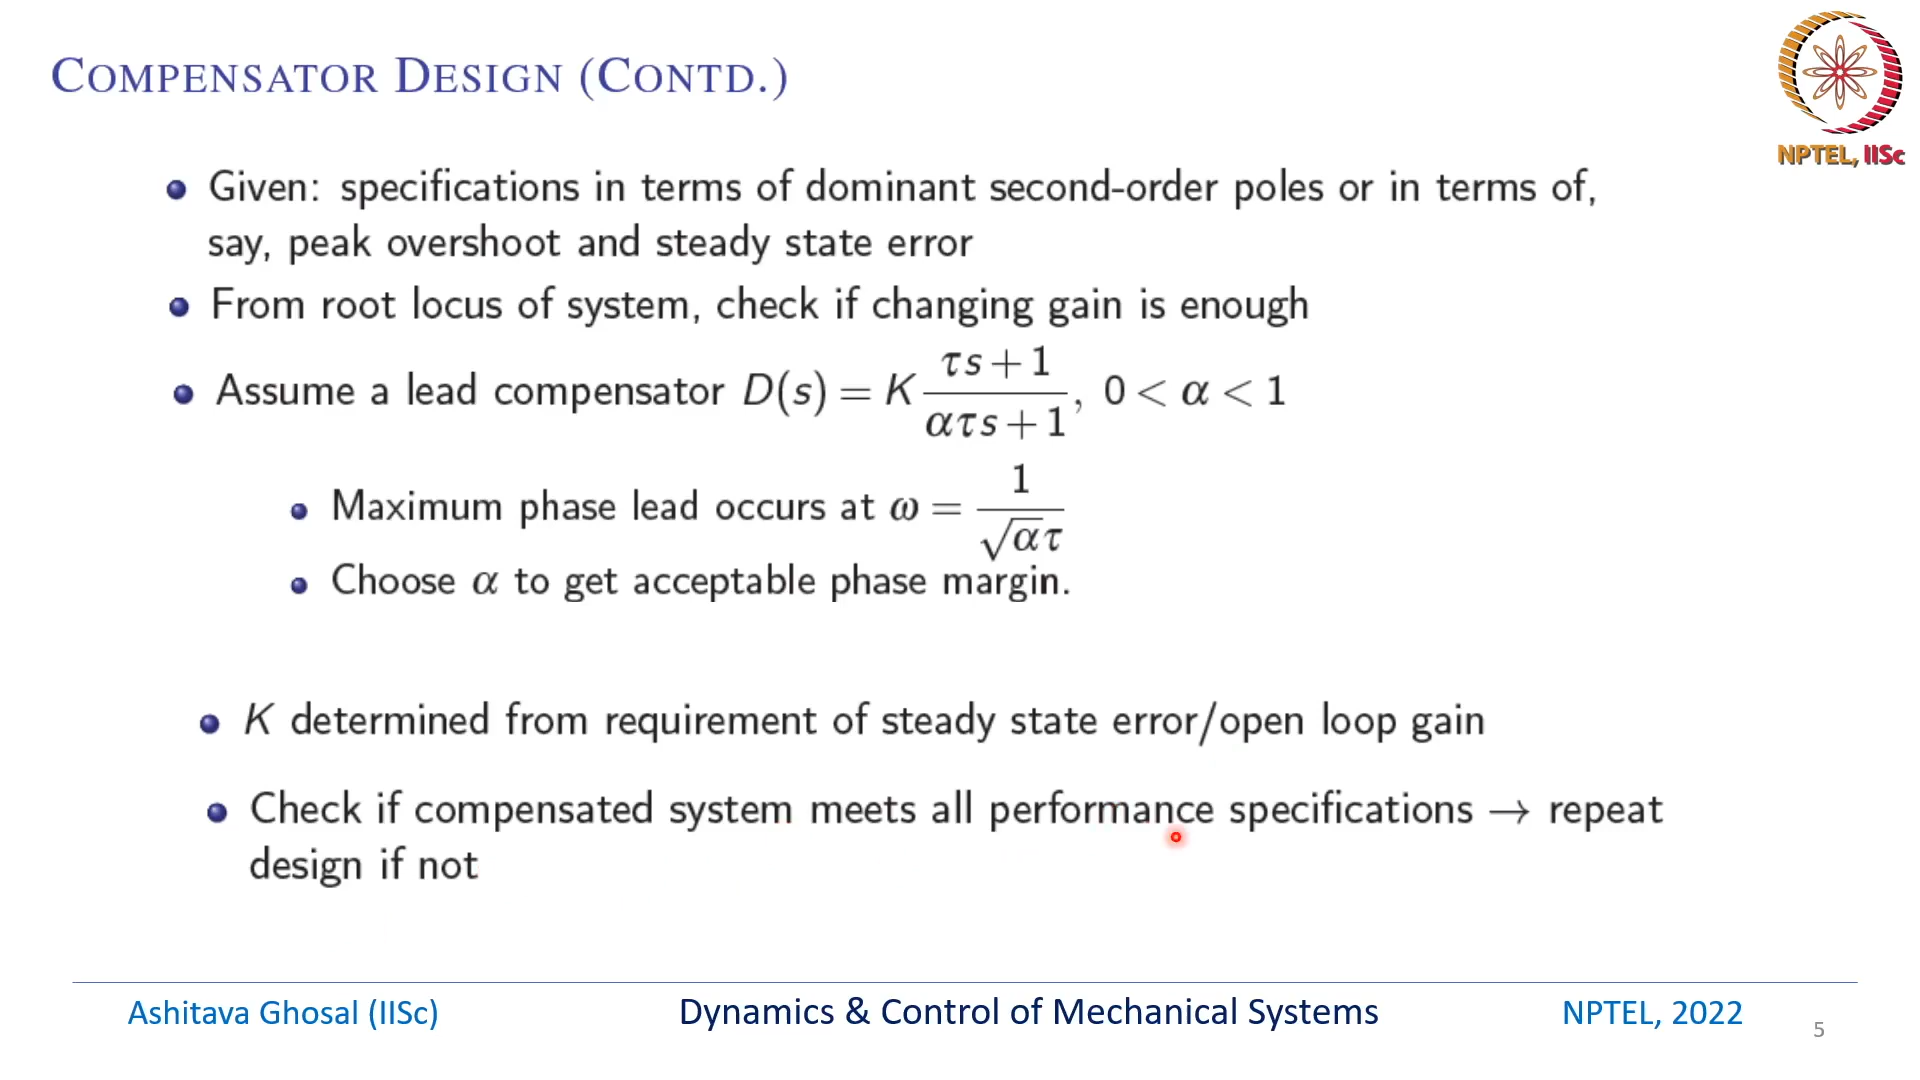 COMPENSATOR DESIGN (CONTD.)
NPTEL, IISc
Given: specifications in terms of dominant second-order poles or in terms of,
say, peak overshoot and steady state error
From root locus of system, check if changing gain is enough
Assume a lead compensator D(s) = K (τs+1)/(ατs+1), 0 < α < 1
Maximum phase lead occurs at ω = 1/(√ατ)
Choose α to get acceptable phase margin.
K determined from requirement of steady state error/open loop gain
Check if compensated system meets all performance specifications → repeat
design if not
Ashitava Ghosal (IISc) Dynamics & Control of Mechanical Systems NPTEL, 2022 5